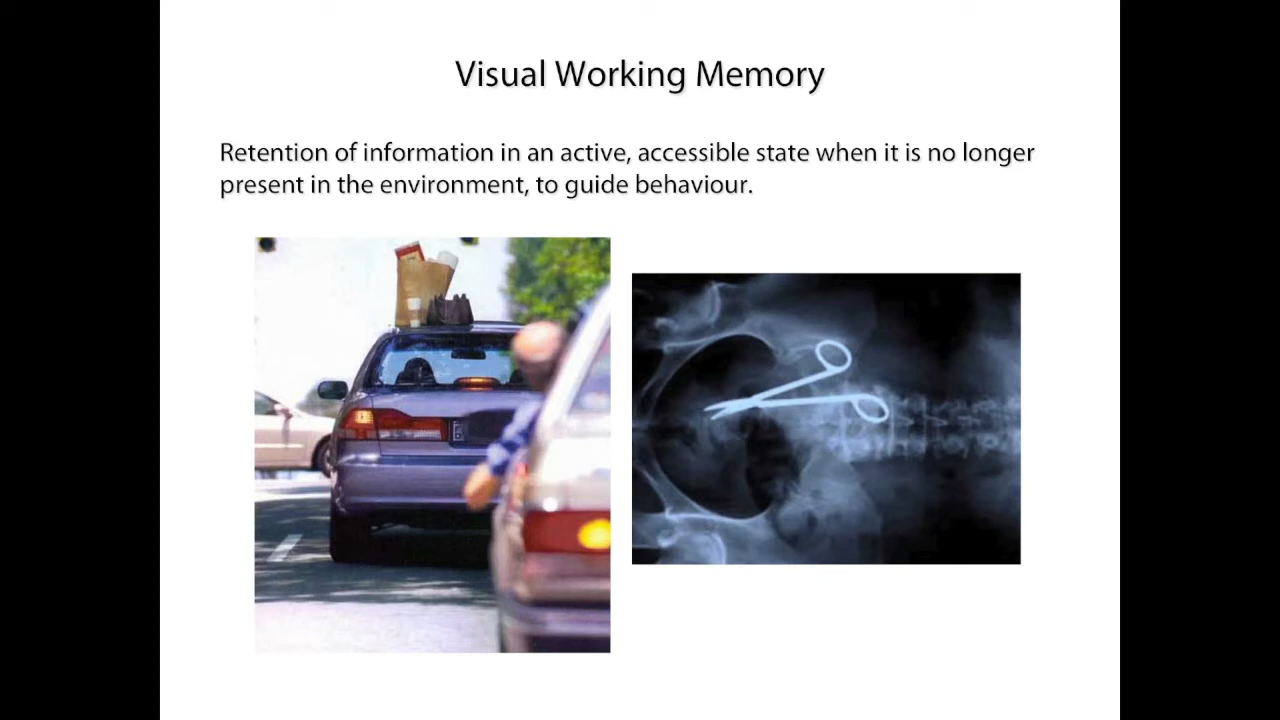 Visual Working Memory
Retention of information in an active, accessible state when it is no longer
present in the environment, to guide behaviour.